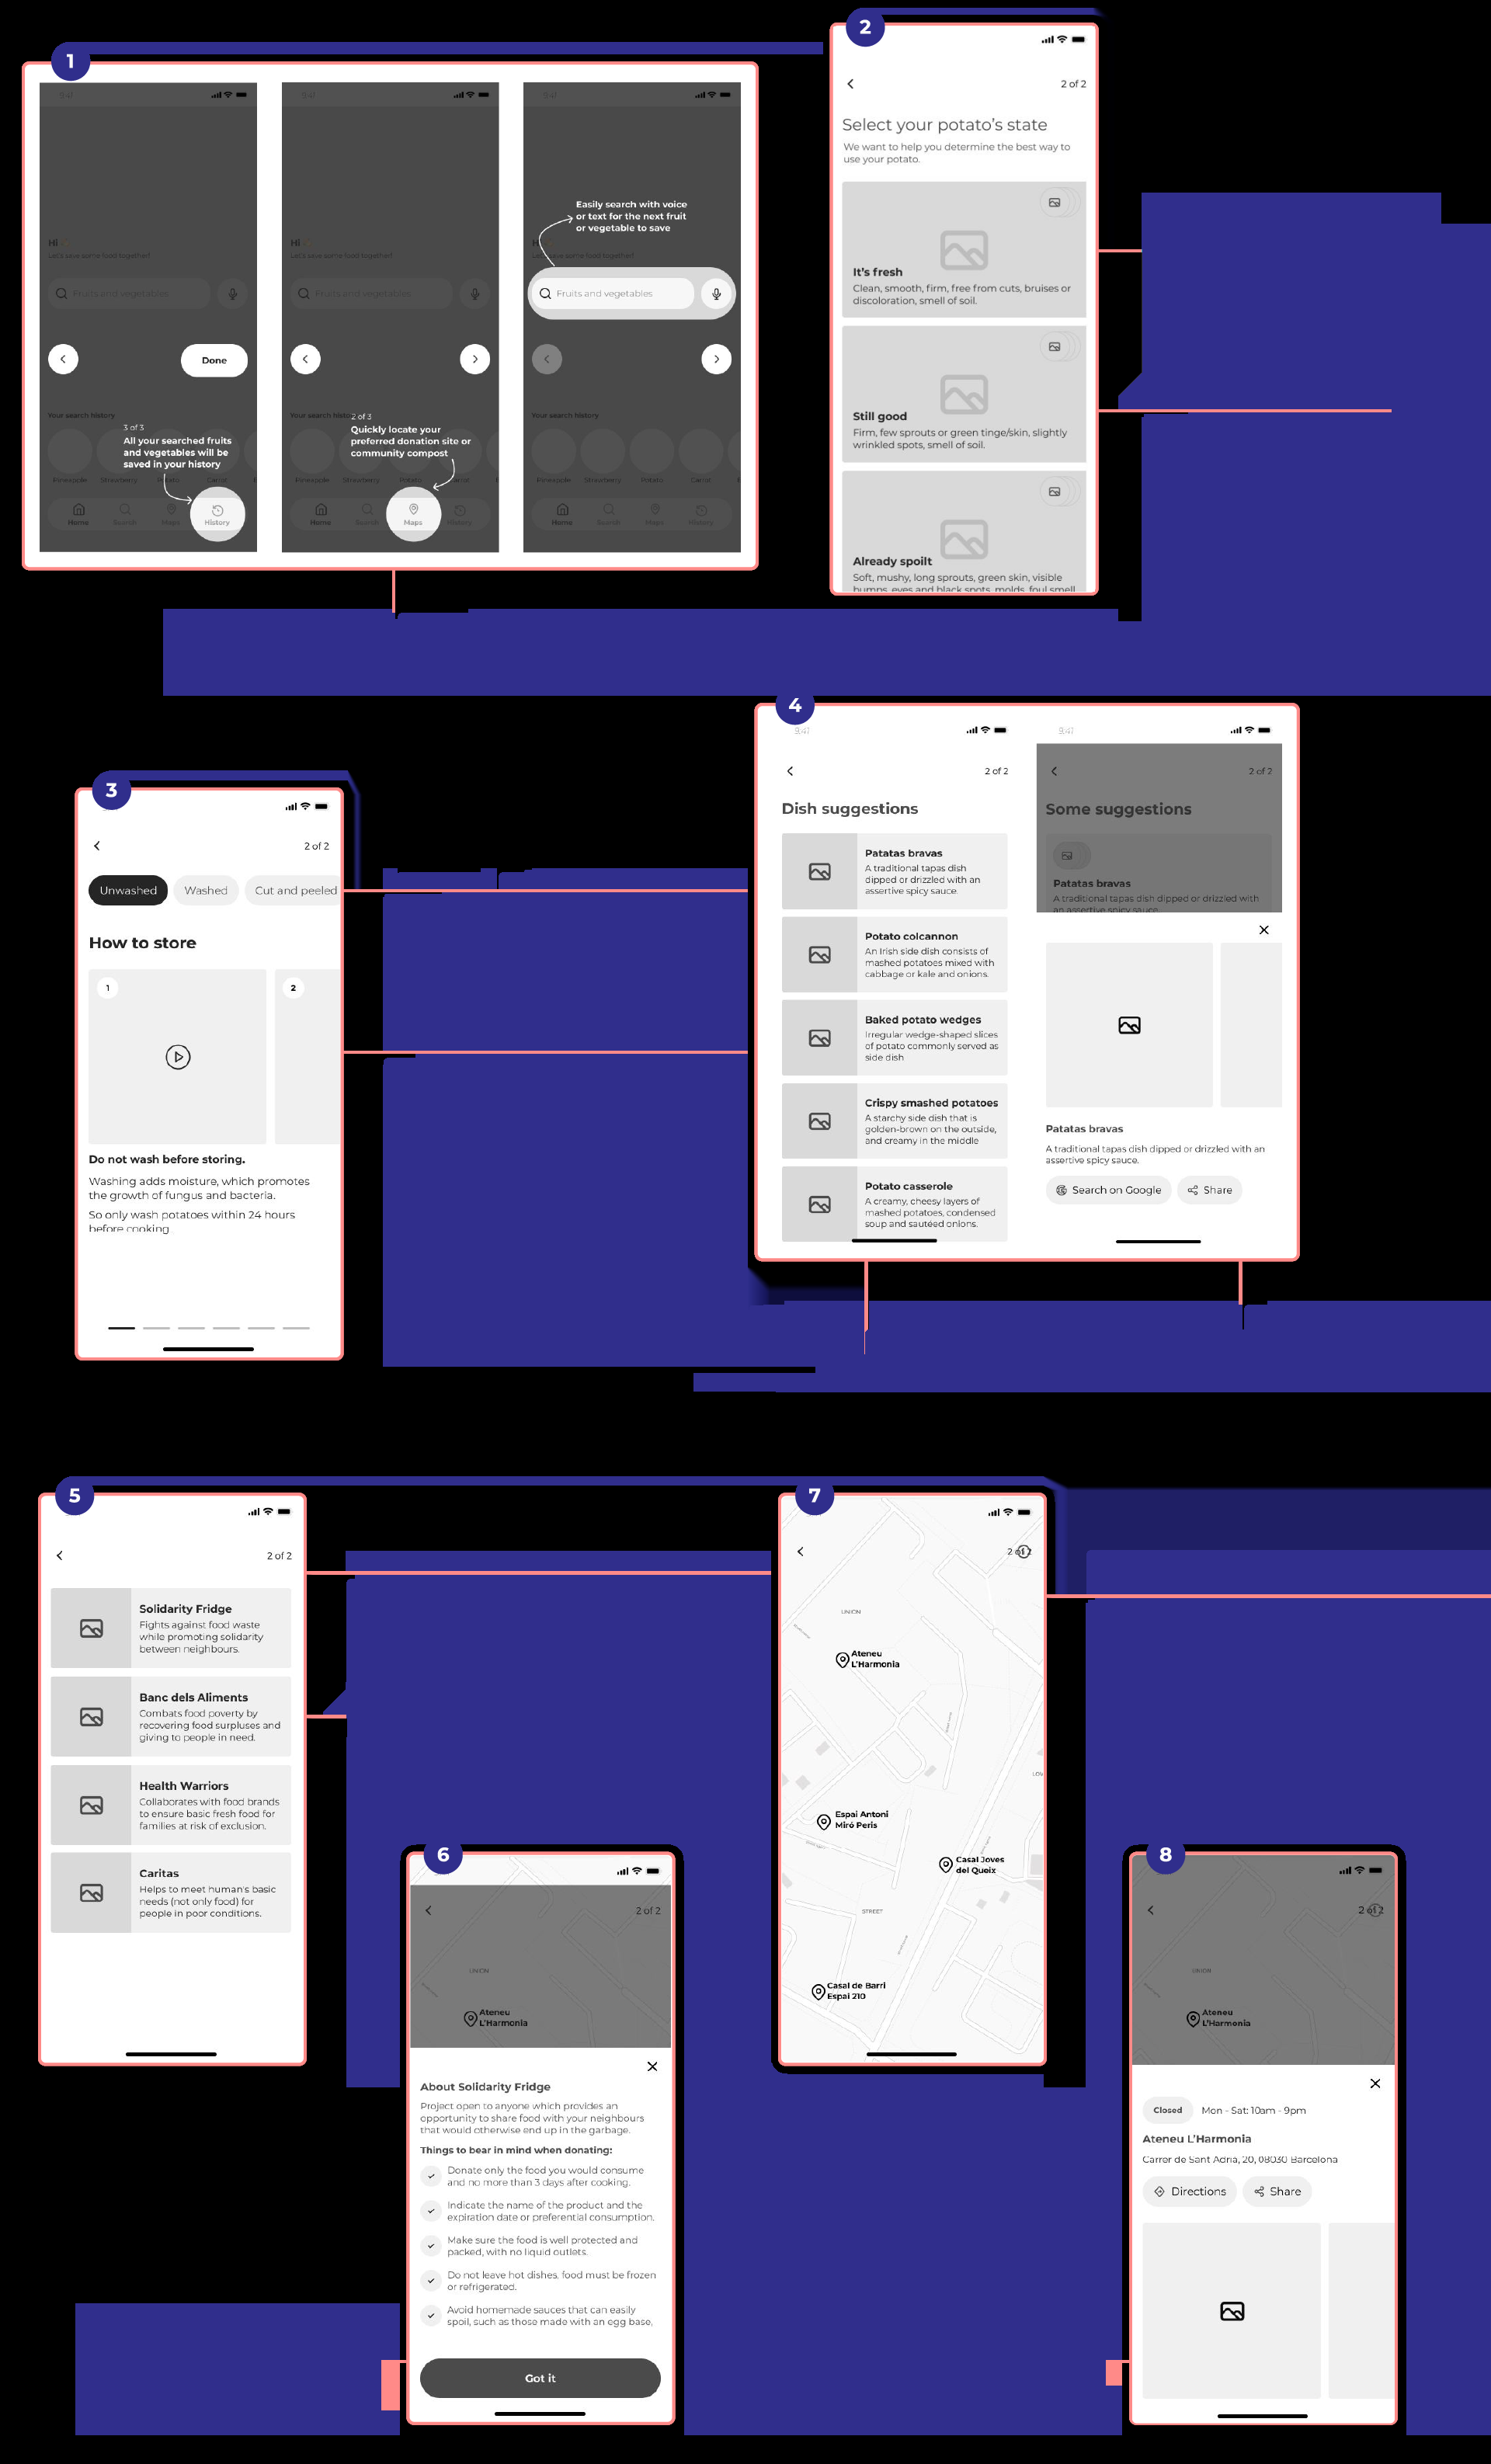 1
9:41
Hi
Let's save some food together!
Fruits and vegetables
Done
Your search history
3 of 3
All your searched fruits
and vegetables will be
saved in your history
Pineapple Strawberry Potato Carrot
Home Search Maps History
9:41
Hi
Let's save some food together!
Fruits and vegetables
Your search history
2 of 3
Quickly locate your
preferred donation site or
community compost
Pineapple Strawberry Potato Carrot
Home Search Maps History
9:41
Easily search with voice
or text for the next fruit
or vegetable to save
Hi
Let's save some food together!
Fruits and vegetables
Your search history
Pineapple Strawberry Potato Carrot
Home Search Maps History
2
2 of 2
Select your potato's state
We want to help you determine the best way to
use your potato.
It's fresh
Clean, smooth, firm, free from cuts, bruises or
discoloration, smell of soil.
Still good
Firm, few sprouts or green tinge/skin, slightly
wrinkled spots, smell of soil.
Already spoilt
Soft, mushy, long sprouts, green skin, visible
bumps, eyes and black spots, molds, foul smell
3
2 of 2
Unwashed Washed Cut and peeled
How to store
1 2
Do not wash before storing.
Washing adds moisture, which promotes
the growth of fungus and bacteria.
So only wash potatoes within 24 hours
before cooking
4
9:41
2 of 2
Dish suggestions
Patatas bravas
A traditional tapas dish
dipped or drizzled with an
assertive spicy sauce.
Potato colcannon
An Irish side dish consists of
mashed potatoes mixed with
cabbage or kale and onions.
Baked potato wedges
Irregular wedge-shaped slices
of potato commonly served as
side dish
Crispy smashed potatoes
A starchy side dish that is
golden-brown on the outside,
and creamy in the middle
Potato casserole
A creamy, cheesy layers of
mashed potatoes, condensed
soup and sautéed onions.
9:41
2 of 2
Some suggestions
Patatas bravas
A traditional tapas dish dipped or drizzled with
an assertive spicy sauce.
Patatas bravas
A traditional tapas dish dipped or drizzled with an
assertive spicy sauce.
Search on Google Share
5
2 of 2
Solidarity Fridge
Fights against food waste
while promoting solidarity
between neighbours.
Banc dels Aliments
Combats food poverty by
recovering food surpluses and
giving to people in need.
Health Warriors
Collaborates with food brands
to ensure basic fresh food for
families at risk of exclusion.
Caritas
Helps to meet human's basic
needs (not only food) for
people in poor conditions.
6
2 of 2
UNION
Ateneu
L'Harmonia
About Solidarity Fridge
Project open to anyone which provides an
opportunity to share food with your neighbours
that would otherwise end up in the garbage.
Things to bear in mind when donating:
Donate only the food you would consume
and no more than 3 days after cooking.
Indicate the name of the product and the
expiration date or preferential consumption.
Make sure the food is well protected and
packed, with no liquid outlets.
Do not leave hot dishes, food must be frozen
or refrigerated.
Avoid homemade sauces that can easily
spoil, such as those made with an egg base,
Got it
7
2 of 2
UNION
Ateneu
L'Harmonia
Espai Antoni
Miró Peris
Casal Joves
del Queix
STREET
Casal de Barri
Espai 210
8
2 of 2
UNION
Ateneu
L'Harmonia
Closed Mon - Sat: 10am - 9pm
Ateneu L'Harmonia
Carrer de Sant Adrià, 20, 08030 Barcelona
Directions Share